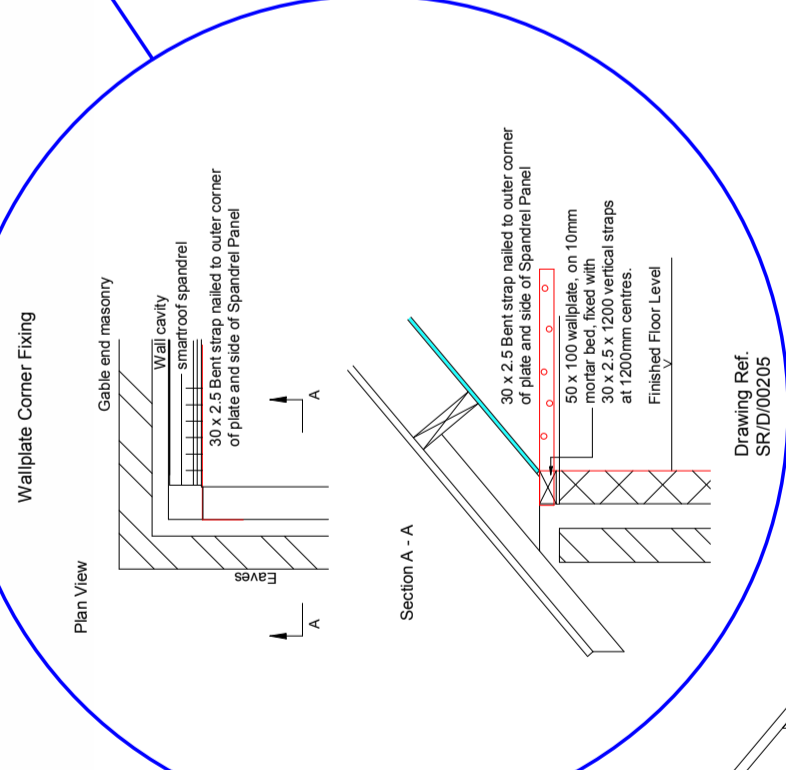 Wallplate Corner Fixing
Plan View
Gable end masonry
Wall cavity
smartroof spandrel
30 x 2.5 Bent strap nailed to outer corner
of plate and side of Spandrel Panel
Eaves
A
A
Section A - A
30 x 2.5 Bent strap nailed to outer corner
of plate and side of Spandrel Panel
50 x 100 wallplate, on 10mm
mortar bed, fixed with
30 x 2.5 x 1200 vertical straps
at 1200mm centres.
Finished Floor Level
Drawing Ref.
SR/D/00205